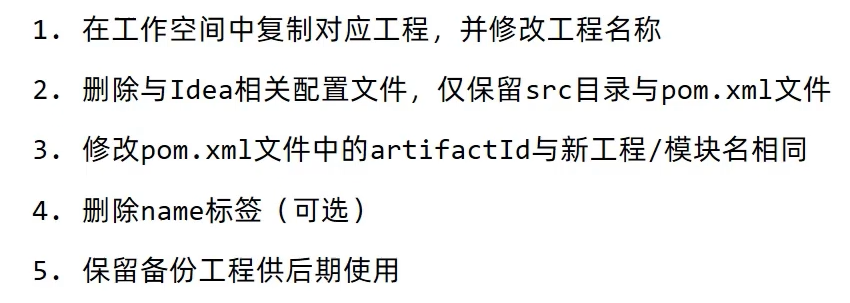 1. 在工作空间中复制对应工程，并修改工程名称
2. 删除与Idea相关配置文件，仅保留src目录与pom.xml文件
3. 修改pom.xml文件中的artifactId与新工程/模块名相同
4. 删除name标签（可选）
5. 保留备份工程供后期使用